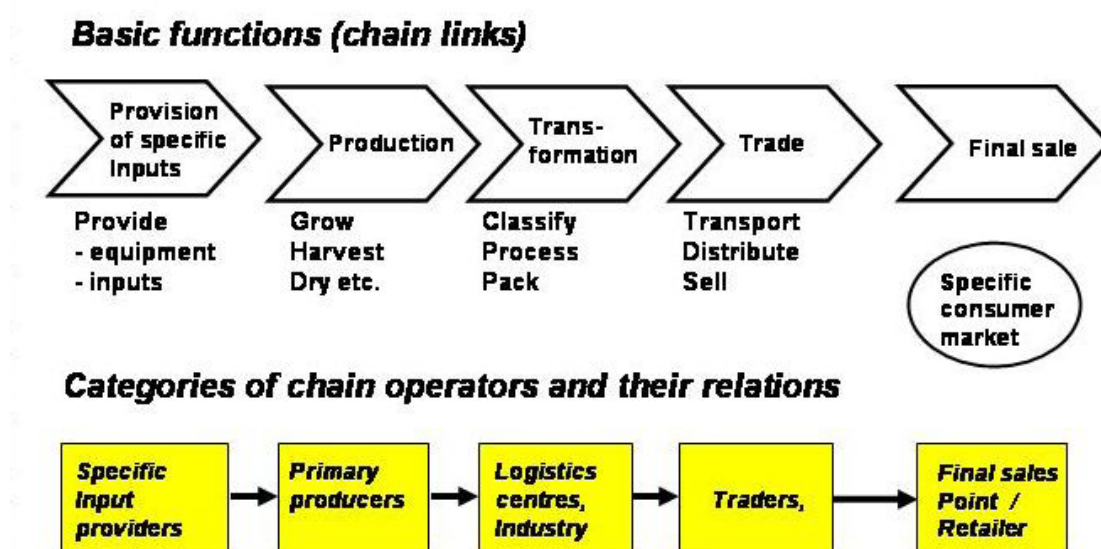 Basic functions (chain links)
Provision
of specific
Inputs
Production
Trans-
formation
Trade
Final sale
Provide
- equipment
- inputs
Grow
Harvest
Dry etc.
Classify
Process
Pack
Transport
Distribute
Sell
Specific
consumer
market
Categories of chain operators and their relations
Specific
Input
providers
Primary
producers
Logistics
centres,
Industry
Traders,
Final sales
Point /
Retailer